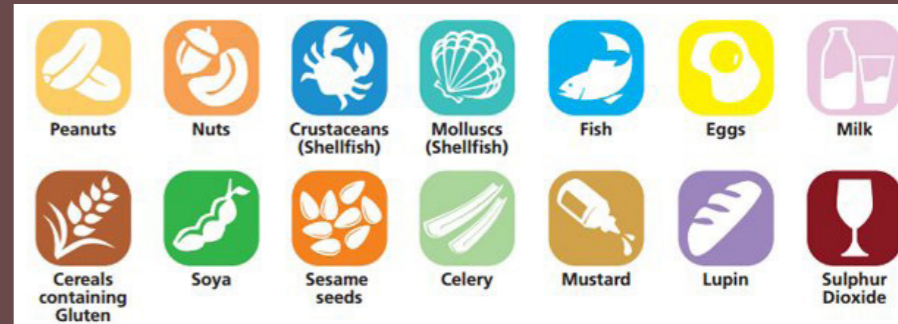 Peanuts
Nuts
Crustaceans
(Shellfish)
Molluscs
(Shellfish)
Fish
Eggs
Milk
Cereals
containing
Gluten
Soya
Sesame
seeds
Celery
Mustard
Lupin
Sulphur
Dioxide